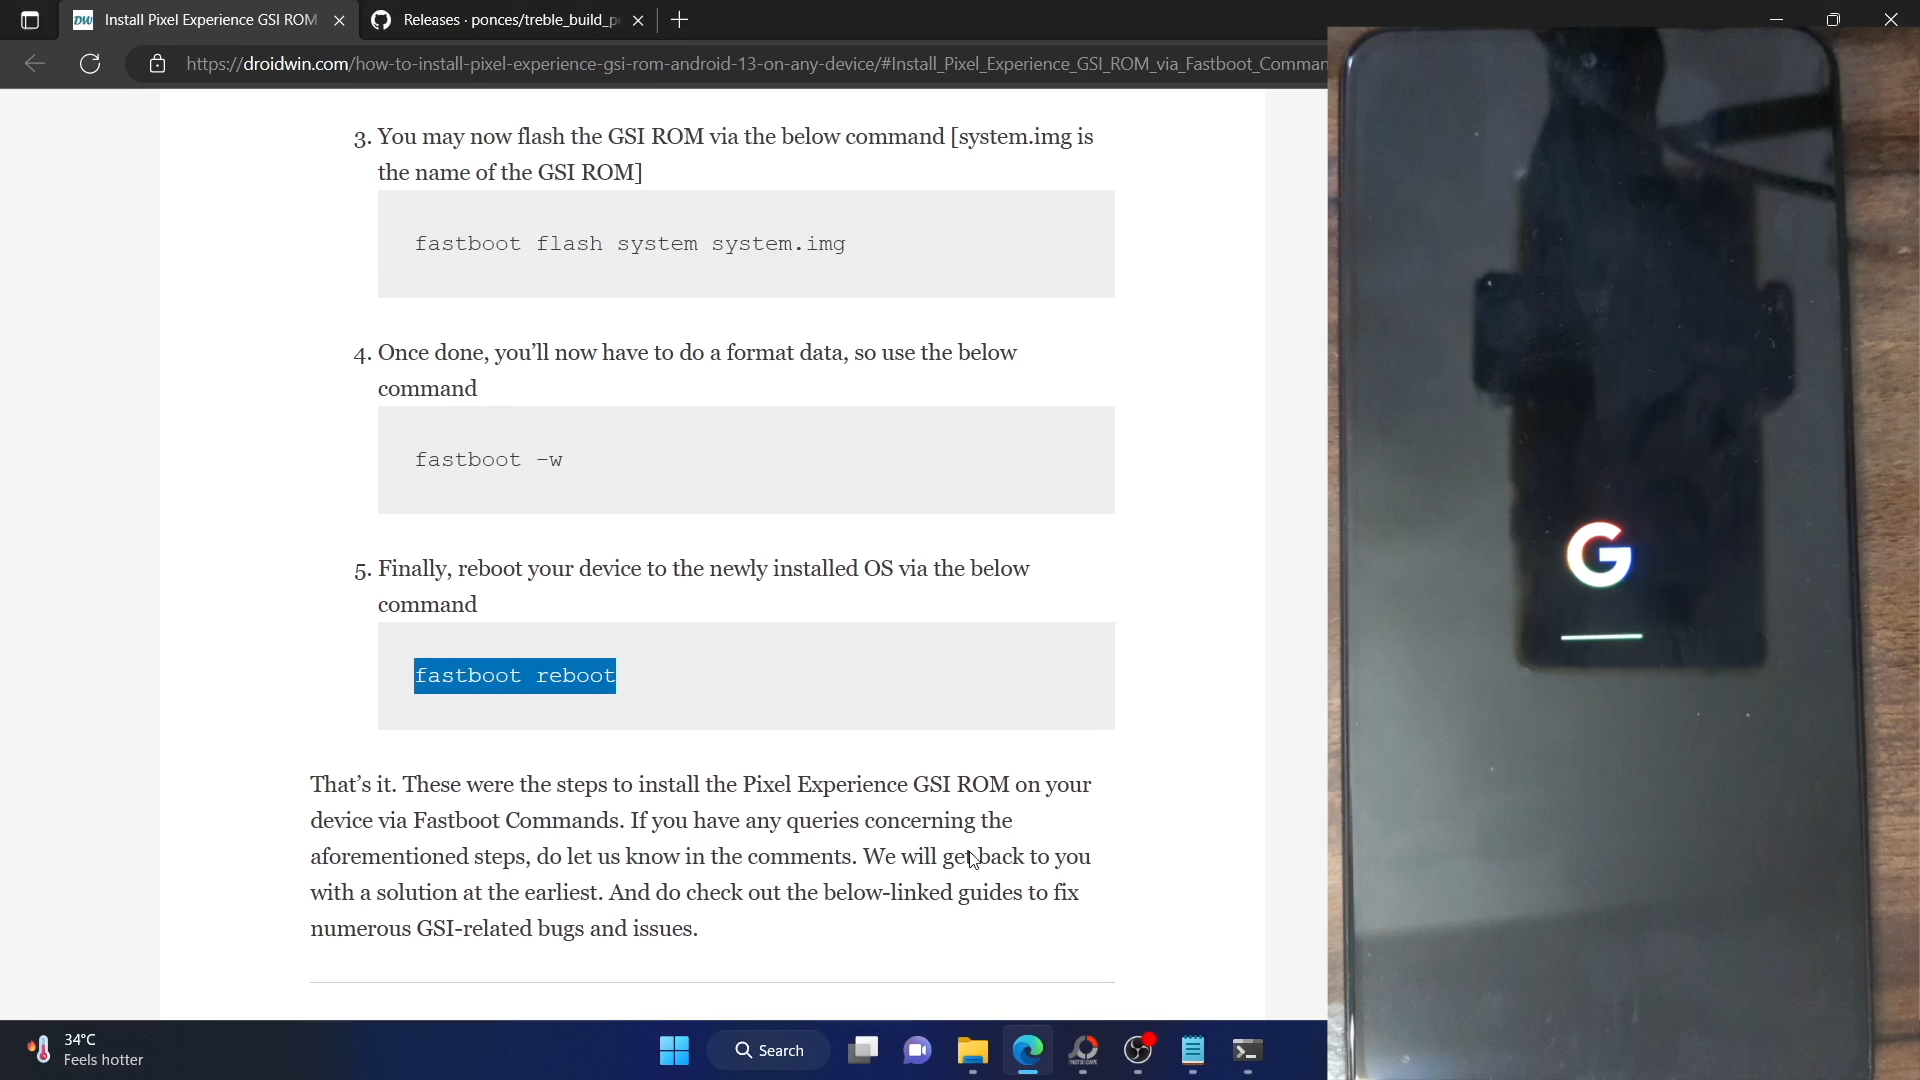 DW Install Pixel Experience GSI ROM
Releases · ponces/treble_build_p
https://droidwin.com/how-to-install-pixel-experience-gsi-rom-android-13-on-any-device/#Install_Pixel_Experience_GSI_ROM_via_Fastboot_Comman
3. You may now flash the GSI ROM via the below command [system.img is
the name of the GSI ROM]
fastboot flash system system.img
4. Once done, you’ll now have to do a format data, so use the below
command
fastboot -w
5. Finally, reboot your device to the newly installed OS via the below
command
fastboot reboot
That’s it. These were the steps to install the Pixel Experience GSI ROM on your
device via Fastboot Commands. If you have any queries concerning the
aforementioned steps, do let us know in the comments. We will get back to you
with a solution at the earliest. And do check out the below-linked guides to fix
numerous GSI-related bugs and issues.
G
34°C
Feels hotter
Search